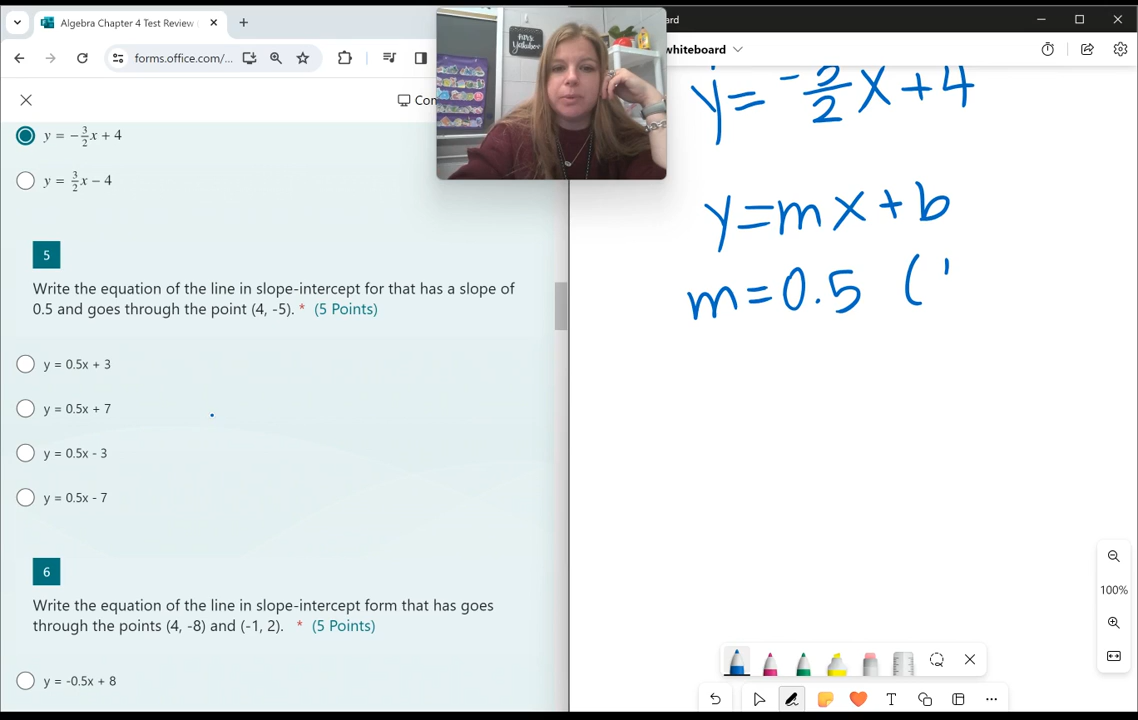 Algebra Chapter 4 Test Review
forms.office.com/...
whiteboard
y = -3/2 x + 4
y = 3/2 x − 4
5
Write the equation of the line in slope-intercept for that has a slope of
0.5 and goes through the point (4, -5). * (5 Points)
y = 0.5x + 3
y = 0.5x + 7
y = 0.5x - 3
y = 0.5x - 7
6
Write the equation of the line in slope-intercept form that has goes
through the points (4, -8) and (-1, 2). * (5 Points)
y = -0.5x + 8
y = -3/2 x + 4
y = mx + b
m = 0.5 (
100%
T